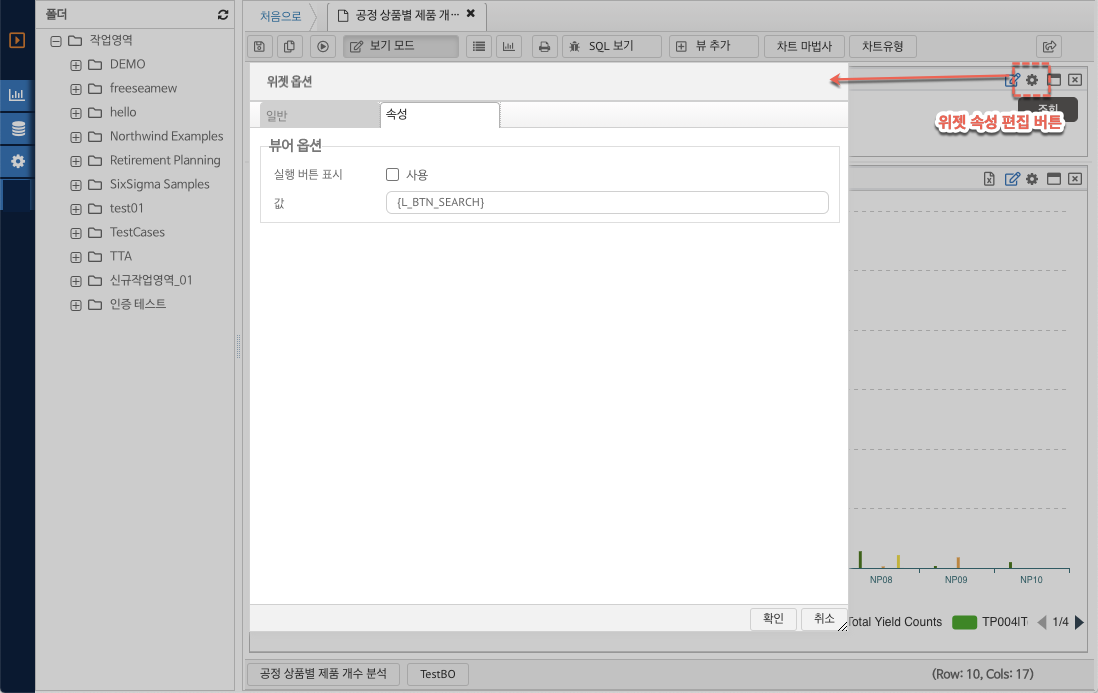 폴더
처음으로
공정 상품별 제품 개···
작업영역
DEMO
freeseamew
hello
Northwind Examples
Retirement Planning
SixSigma Samples
test01
TestCases
TTA
신규작업영역_01
인증 테스트
보기 모드
SQL 보기
뷰 추가
차트 마법사
차트유형
위젯 옵션
조회
위젯 속성 편집 버튼
일반
속성
뷰어 옵션
실행 버튼 표시
사용
값
{L_BTN_SEARCH}
NP08
NP09
NP10
확인
취소
Total Yield Counts
TP004IT
1/4
공정 상품별 제품 개수 분석
TestBO
(Row: 10, Cols: 17)